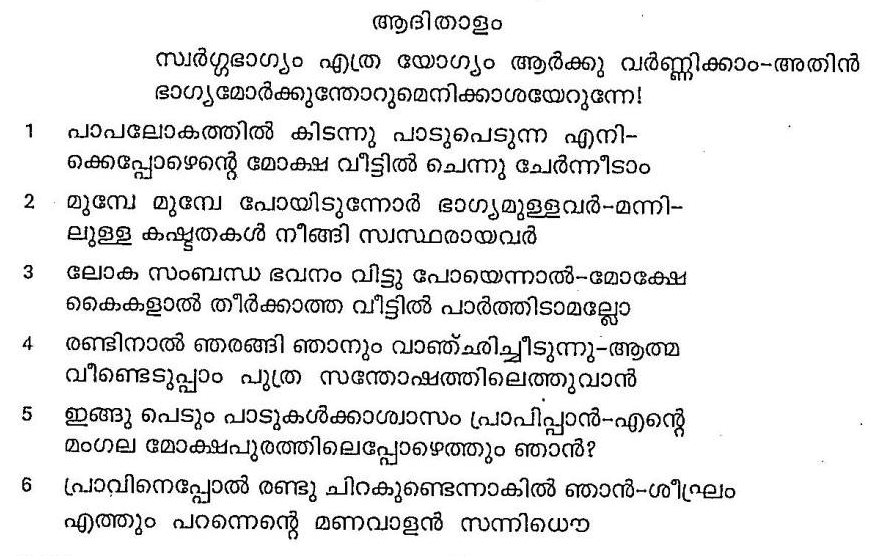 ആദിതാളം
സ്വർഗ്ഗഭാഗ്യം എത്ര യോഗ്യം ആർക്കു വർണ്ണിക്കാം-അതിൻ
ഭാഗ്യമോർക്കുന്തോറുമെനിക്കാശയേറുന്നേ!
1 പാപലോകത്തിൽ കിടന്നു പാടുപെടുന്ന എനി-
ക്കെപ്പോഴെന്റെ മോക്ഷ വീട്ടിൽ ചെന്നു ചേർന്നീടാം
2 മുമ്പേ മുമ്പേ പോയിടുന്നോർ ഭാഗ്യമുള്ളവർ-മന്നി-
ലുള്ള കഷ്ടതകൾ നീങ്ങി സ്വസ്ഥരായവർ
3 ലോക സംബന്ധ ഭവനം വിട്ടു പോയെന്നാൽ-മോക്ഷേ
കൈകളാൽ തീർക്കാത്ത വീട്ടിൽ പാർത്തിടാമല്ലോ
4 രണ്ടിനാൽ ഞരങ്ങി ഞാനും വാഞ്ഛിച്ചീടുന്നു-ആത്മ
വീണ്ടെടുപ്പാം പുത്ര സന്തോഷത്തിലെത്തുവാൻ
5 ഇങ്ങു പെടും പാടുകൾക്കാശ്വാസം പ്രാപിപ്പാൻ-എന്റെ
മംഗല മോക്ഷപുരത്തിലെപ്പോഴെത്തും ഞാൻ?
6 പ്രാവിനെപ്പോൽ രണ്ടു ചിറകുണ്ടെന്നാകിൽ ഞാൻ-ശീഘ്രം
എത്തും പറന്നെന്റെ മണവാളൻ സന്നിധൌ